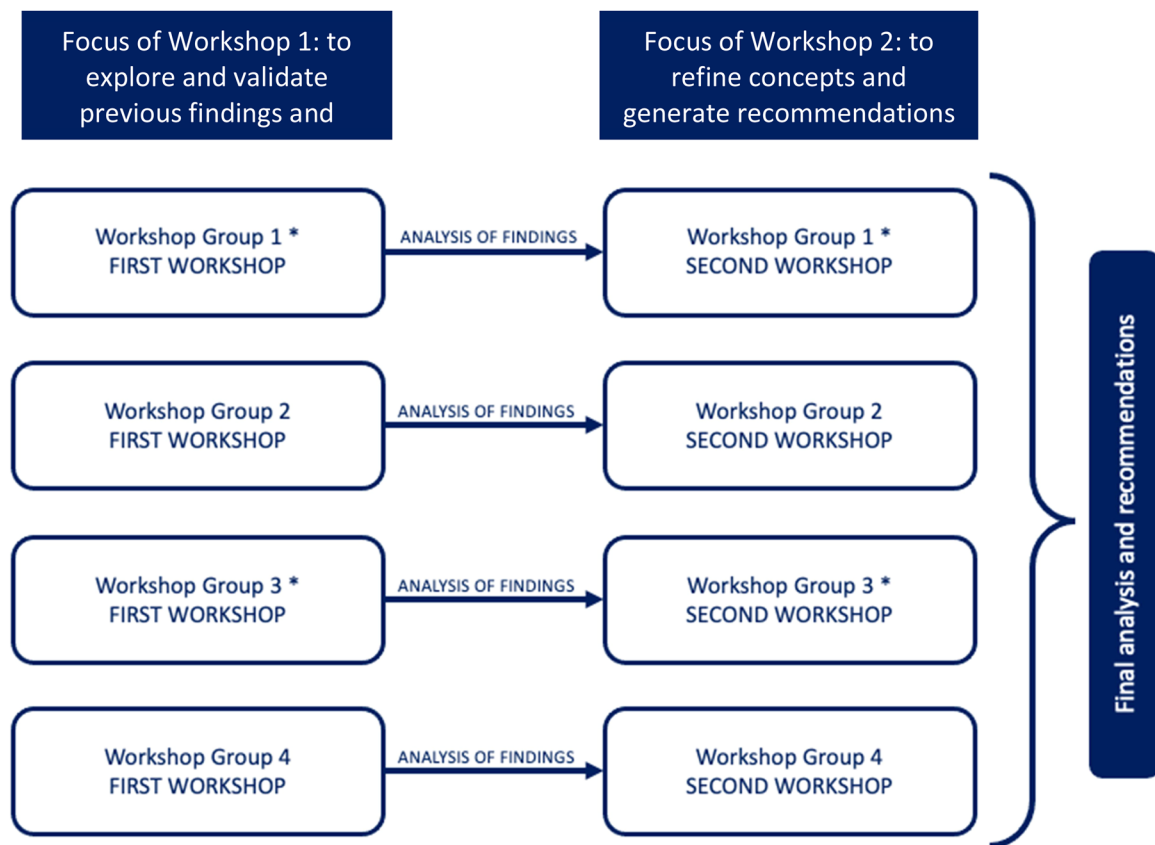 Focus of Workshop 1: to
explore and validate
previous findings and
Focus of Workshop 2: to
refine concepts and
generate recommendations
Workshop Group 1 *
FIRST WORKSHOP
ANALYSIS OF FINDINGS
Workshop Group 1 *
SECOND WORKSHOP
Workshop Group 2
FIRST WORKSHOP
ANALYSIS OF FINDINGS
Workshop Group 2
SECOND WORKSHOP
Workshop Group 3 *
FIRST WORKSHOP
ANALYSIS OF FINDINGS
Workshop Group 3 *
SECOND WORKSHOP
Workshop Group 4
FIRST WORKSHOP
ANALYSIS OF FINDINGS
Workshop Group 4
SECOND WORKSHOP
Final analysis and recommendations